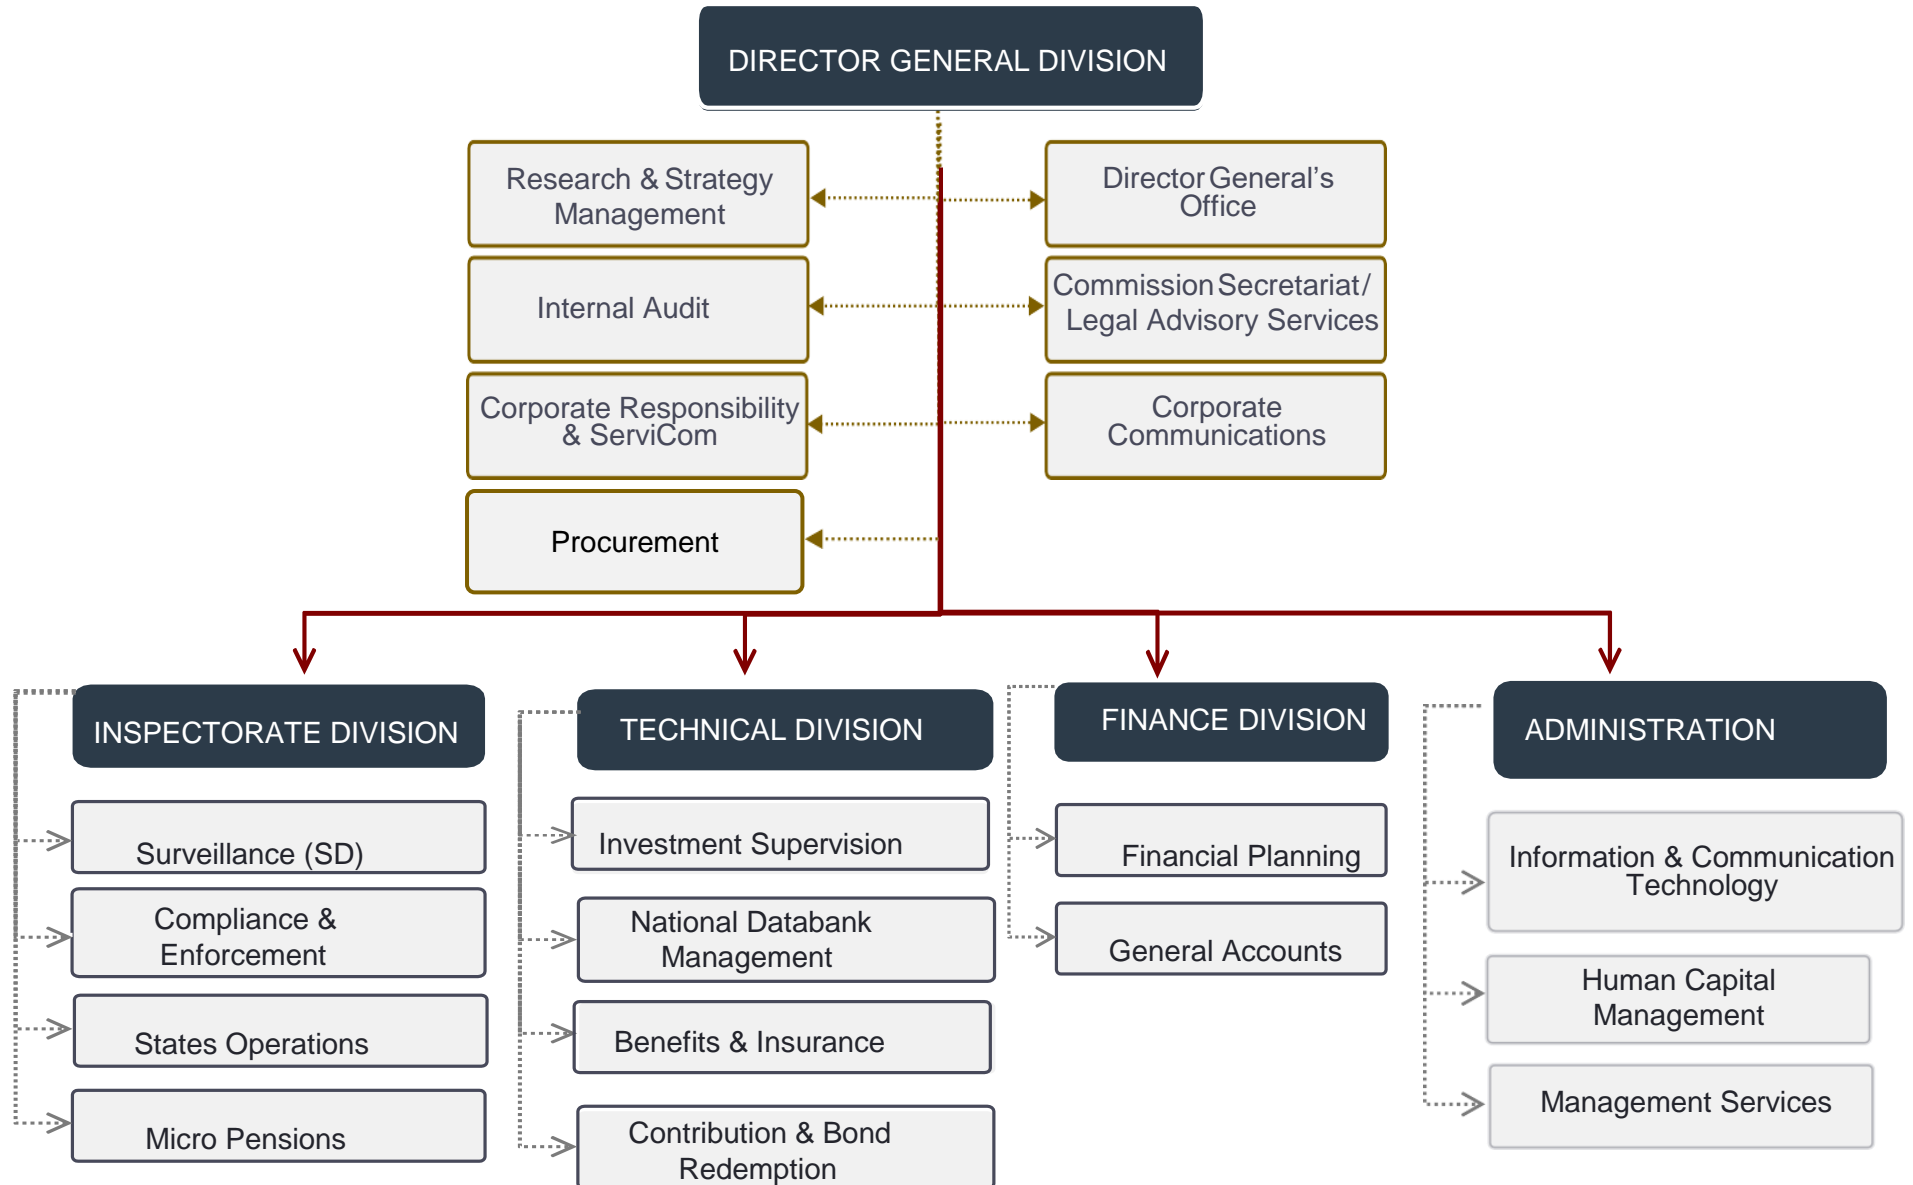 DIRECTOR GENERAL DIVISION
Research & Strategy
Management
Director General’s
Office
Internal Audit
Commission Secretariat/
Legal Advisory Services
Corporate Responsibility
& ServiCom
Corporate
Communications
Procurement
INSPECTORATE DIVISION
Surveillance (SD)
Compliance &
Enforcement
States Operations
Micro Pensions
TECHNICAL DIVISION
Investment Supervision
National Databank
Management
Benefits & Insurance
Contribution & Bond
Redemption
FINANCE DIVISION
Financial Planning
General Accounts
ADMINISTRATION
Information & Communication
Technology
Human Capital
Management
Management Services